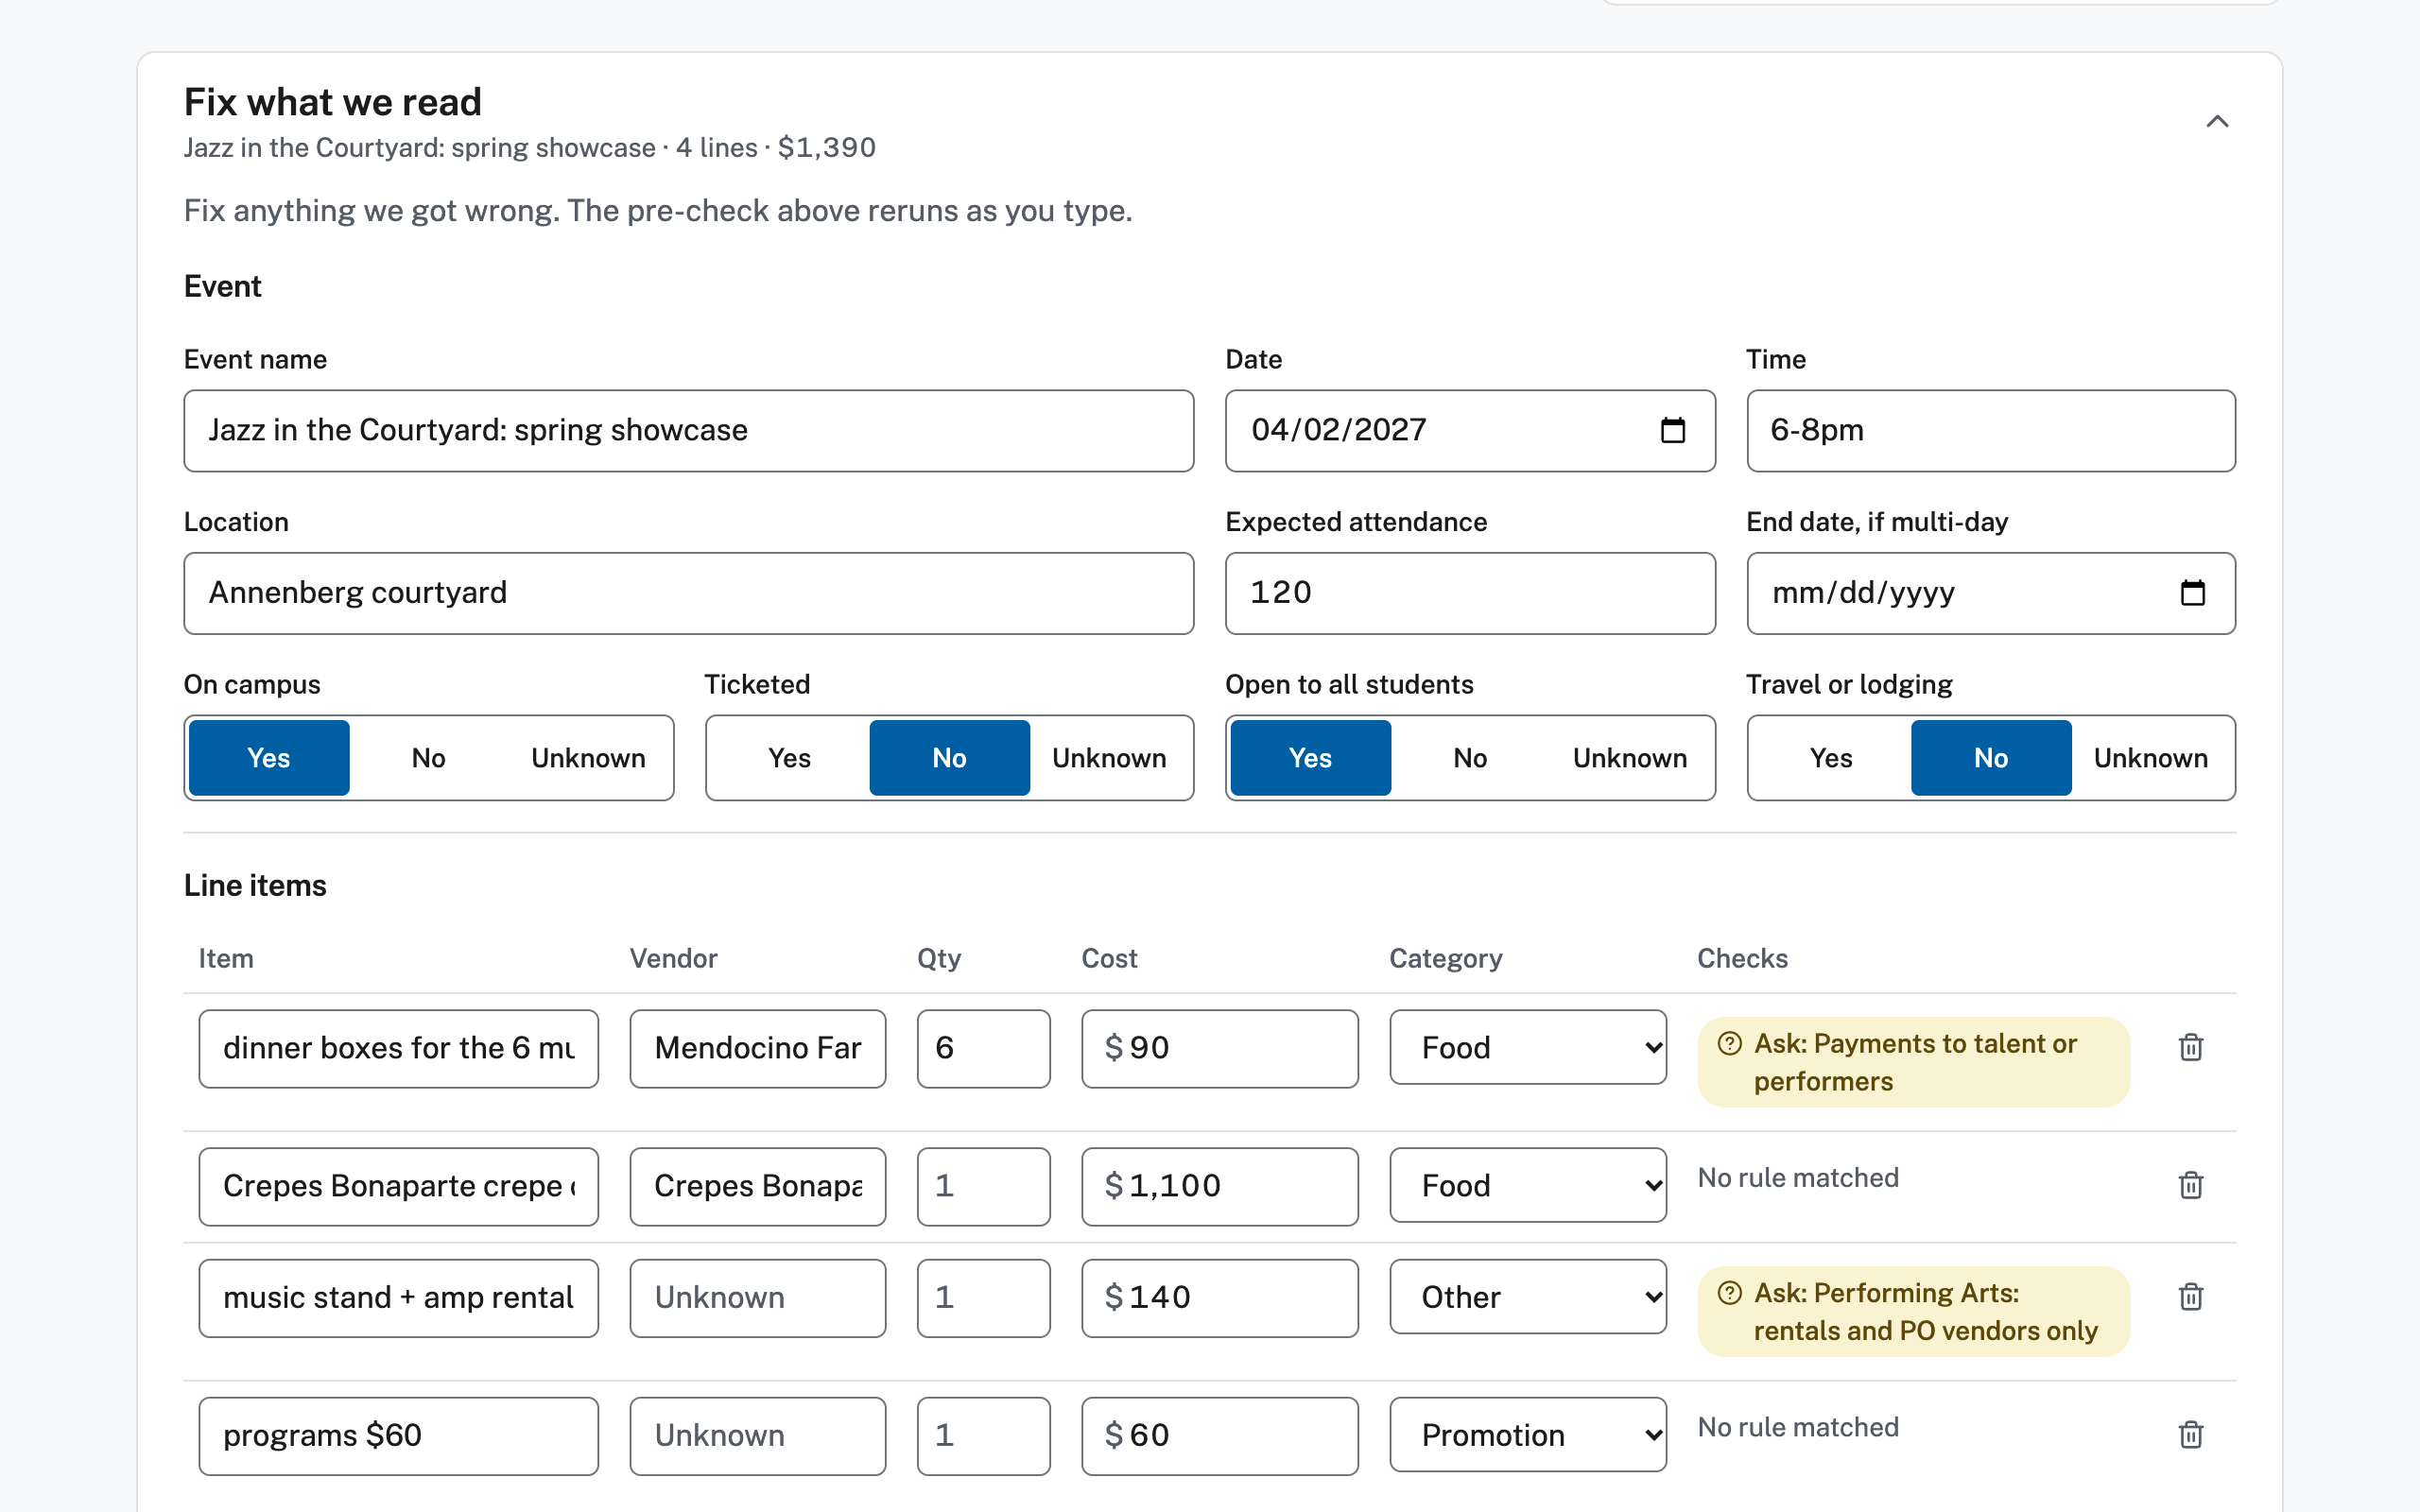 Fix what we read
Jazz in the Courtyard: spring showcase · 4 lines · $1,390
Fix anything we got wrong. The pre-check above reruns as you type.
Event
Event name Date Time
Jazz in the Courtyard: spring showcase 04/02/2027 6-8pm
Location Expected attendance End date, if multi-day
Annenberg courtyard 120 mm/dd/yyyy
On campus Ticketed Open to all students Travel or lodging
Yes No Unknown Yes No Unknown Yes No Unknown Yes No Unknown
Line items
Item Vendor Qty Cost Category Checks
dinner boxes for the 6 Mendocino Far 6 $90 Food Ask: Payments to talent or
performers
Crepes Bonaparte crepe Crepes Bonapa 1 $1,100 Food No rule matched
music stand + amp rental Unknown 1 $140 Other Ask: Performing Arts:
rentals and PO vendors only
programs $60 Unknown 1 $60 Promotion No rule matched